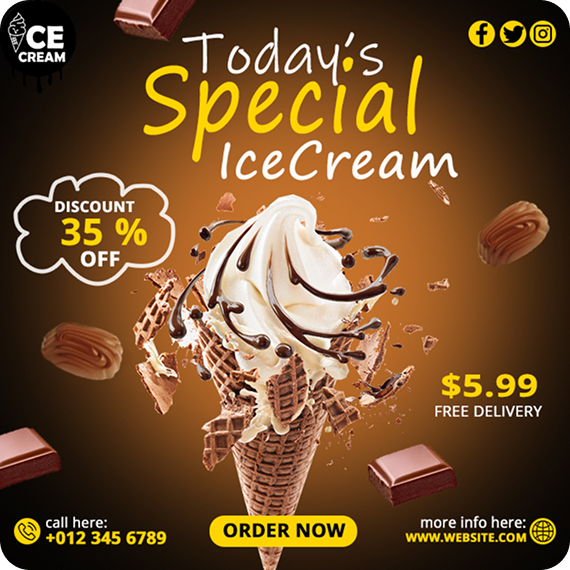 ICE
CREAM
Today's
Special
IceCream
DISCOUNT
35 %
OFF
$5.99
FREE DELIVERY
call here:
+012 345 6789
ORDER NOW
more info here:
WWW.WEBSITE.COM